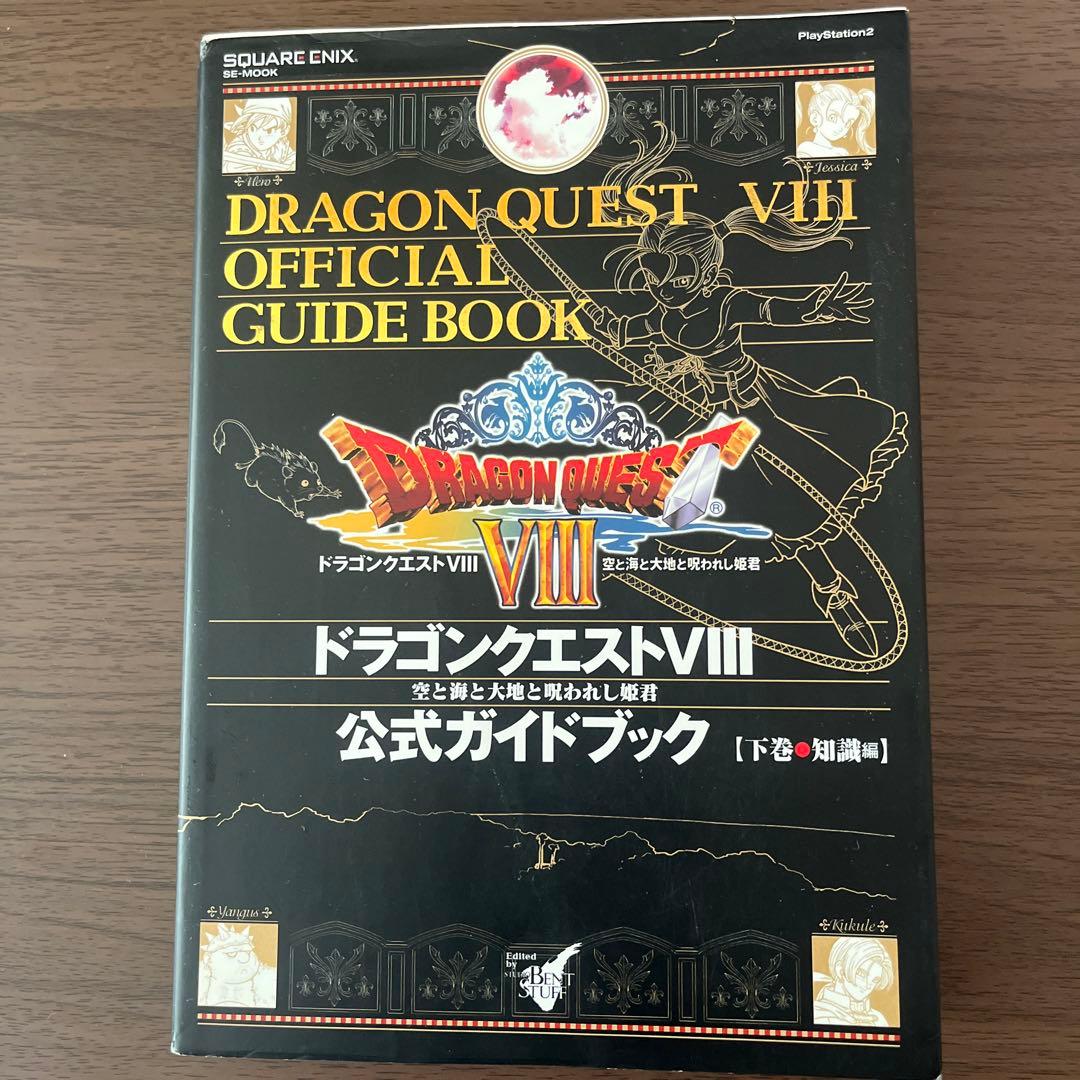 SQUARE ENIX®
SE-MOOK
PlayStation2
Hero
Jessica
DRAGON QUEST VIII
OFFICIAL
GUIDE BOOK
DRAGON QUEST®
VIII
ドラゴンクエストVIII
空と海と大地と呪われし姫君
ドラゴンクエストVIII
空と海と大地と呪われし姫君
公式ガイドブック
【下巻●知識編】
Yangus
Kukule
Edited
by
STUDIO
BENT
STUFF